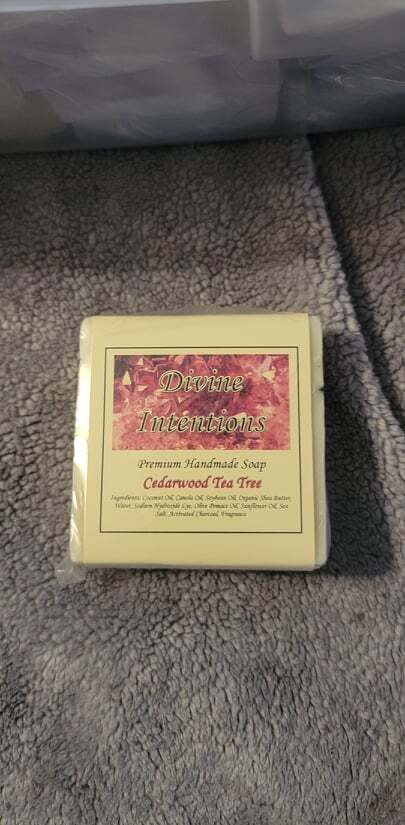 Divine
Intentions
Premium Handmade Soap
Cedarwood Tea Tree
Ingredients: Coconut Oil, Canola Oil, Soybean Oil, Organic Shea Butter,
Water, Sodium Hydroxide Lye, Olive Pomace Oil, Sunflower Oil, Sea
Salt, Activated Charcoal, Fragrance